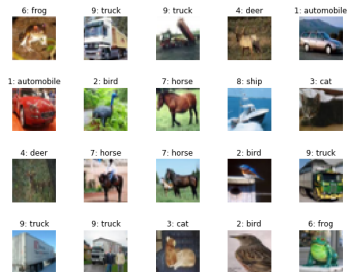 6: frog 9: truck 9: truck 4: deer 1: automobile
1: automobile 2: bird 7: horse 8: ship 3: cat
4: deer 7: horse 7: horse 2: bird 9: truck
9: truck 9: truck 3: cat 2: bird 6: frog